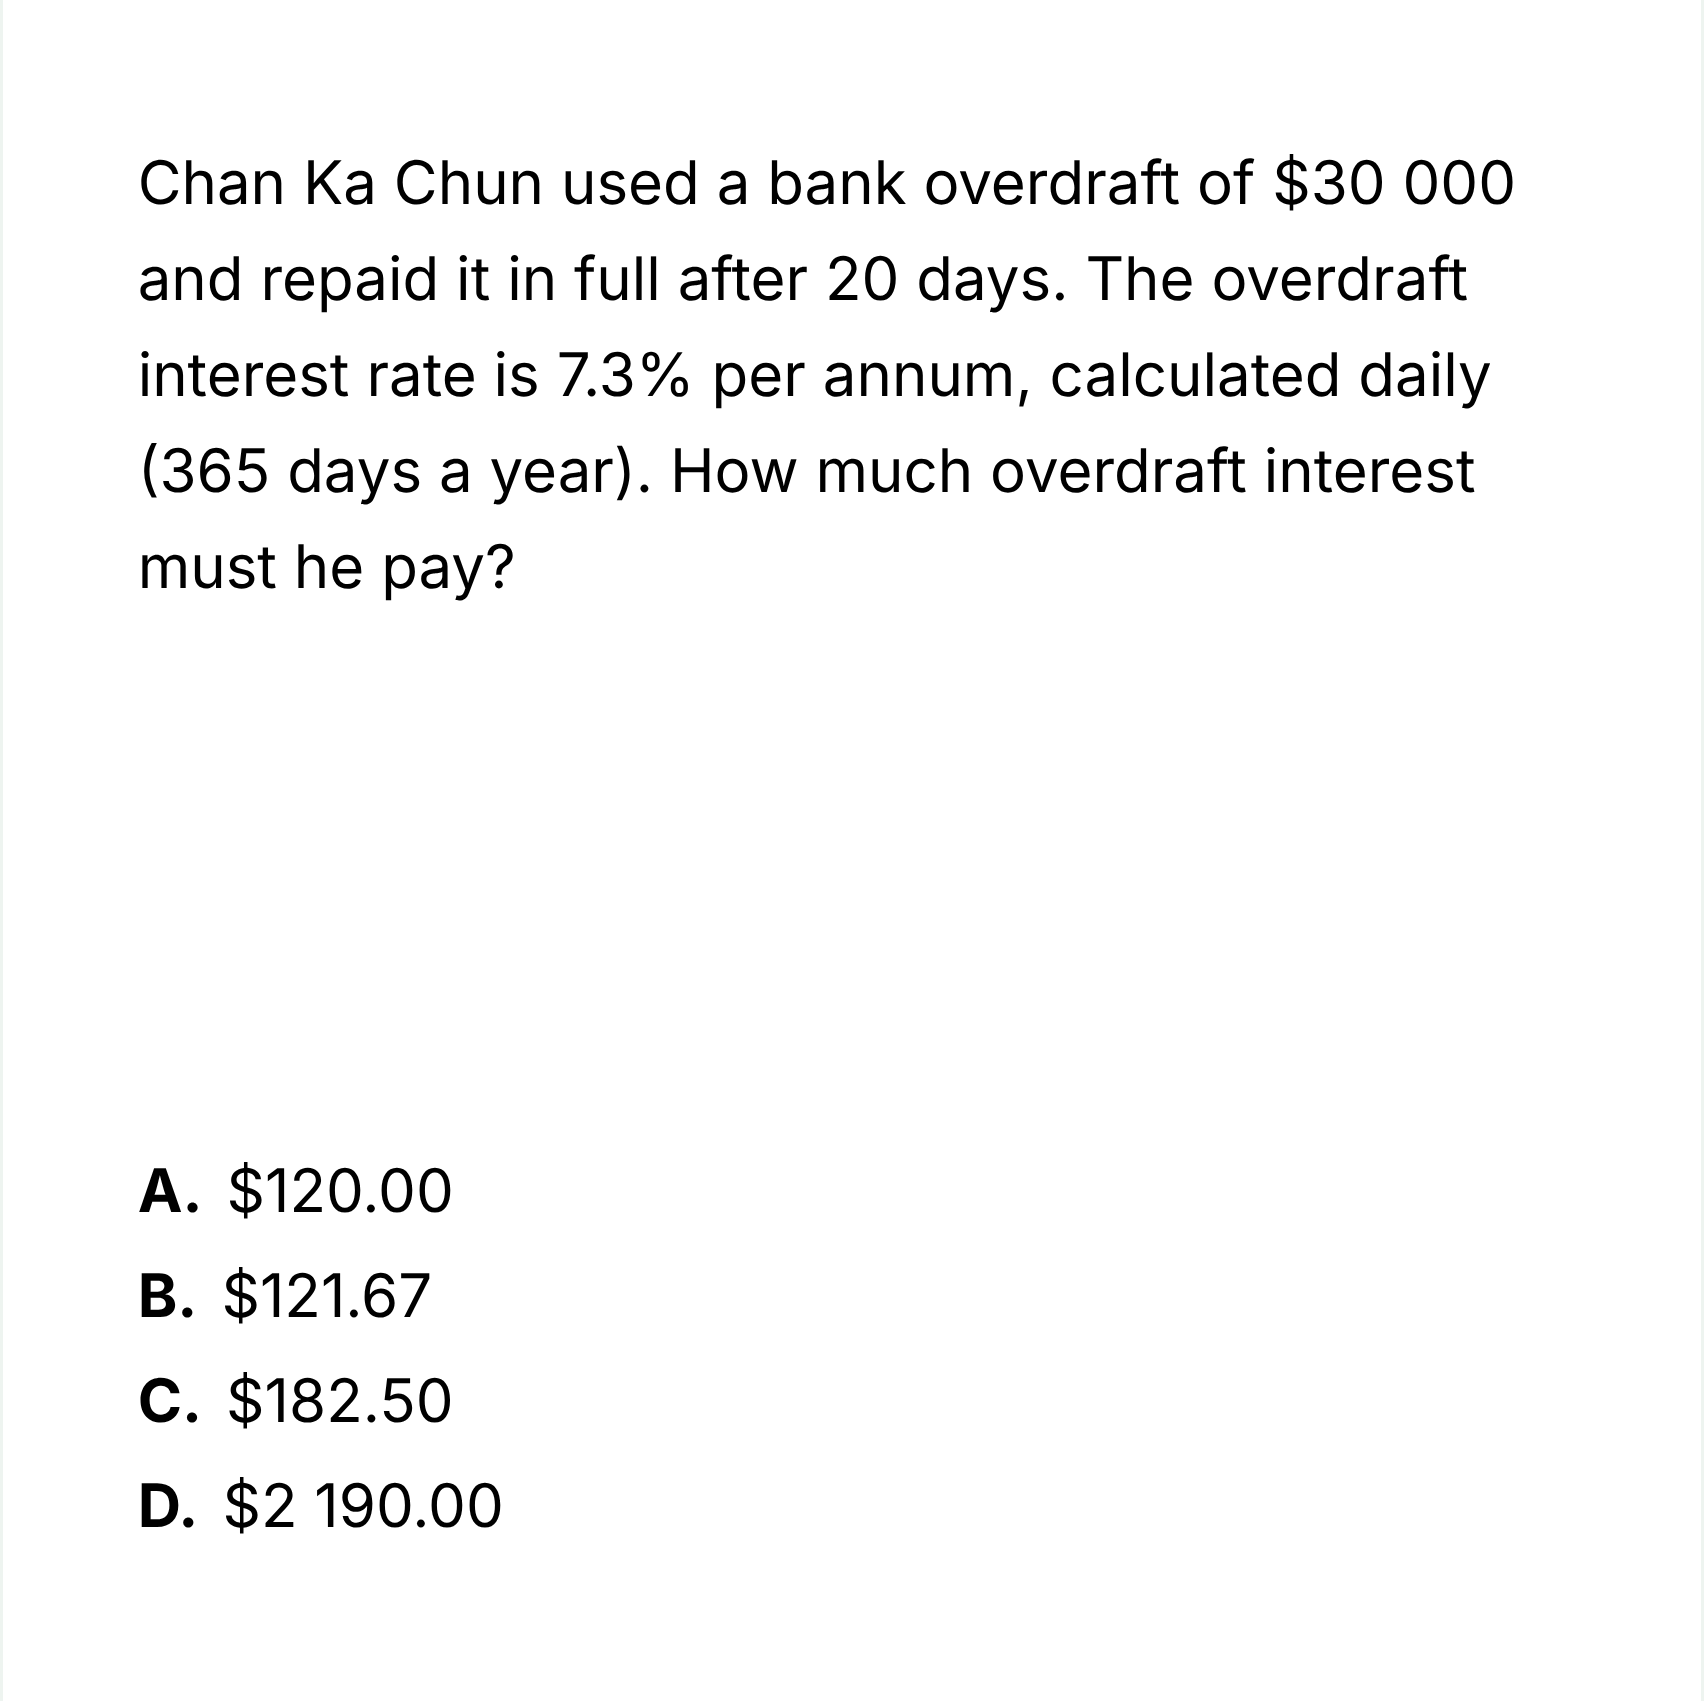 Chan Ka Chun used a bank overdraft of $30 000
and repaid it in full after 20 days. The overdraft
interest rate is 7.3% per annum, calculated daily
(365 days a year). How much overdraft interest
must he pay?
A. $120.00
B. $121.67
C. $182.50
D. $2 190.00